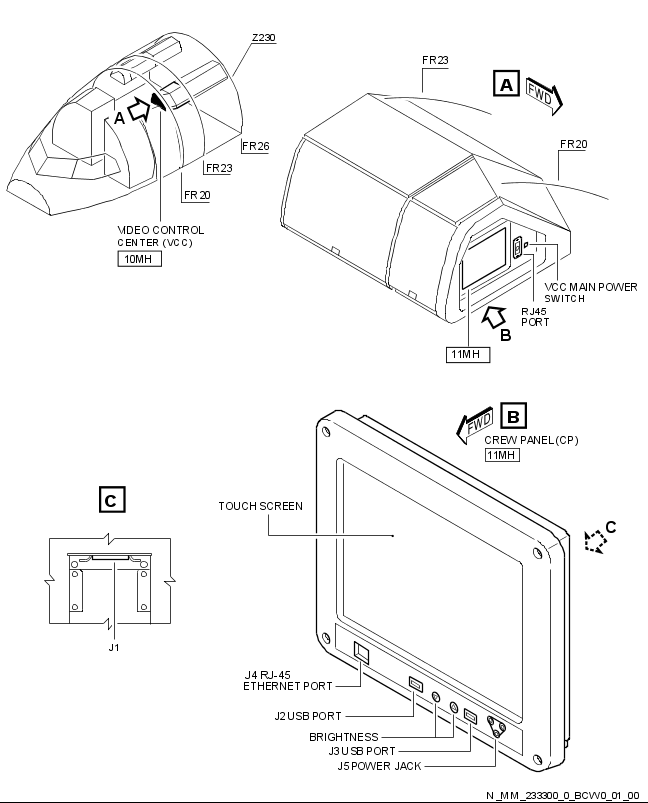 Z230
FR23
A
FWD
A
FR20
FR26
FR23
FR20
VIDEO CONTROL
CENTER (VCC)
10MH
VCC MAIN POWER
SWITCH
RJ45
PORT
B
11MH
FWD
B
CREW PANEL (CP)
11MH
C
TOUCH SCREEN
C
J1
J4 RJ-45
ETHERNET PORT
J2 USB PORT
BRIGHTNESS
J3 USB PORT
J5 POWER JACK
N_MM_233300_0_BCW0_01_00